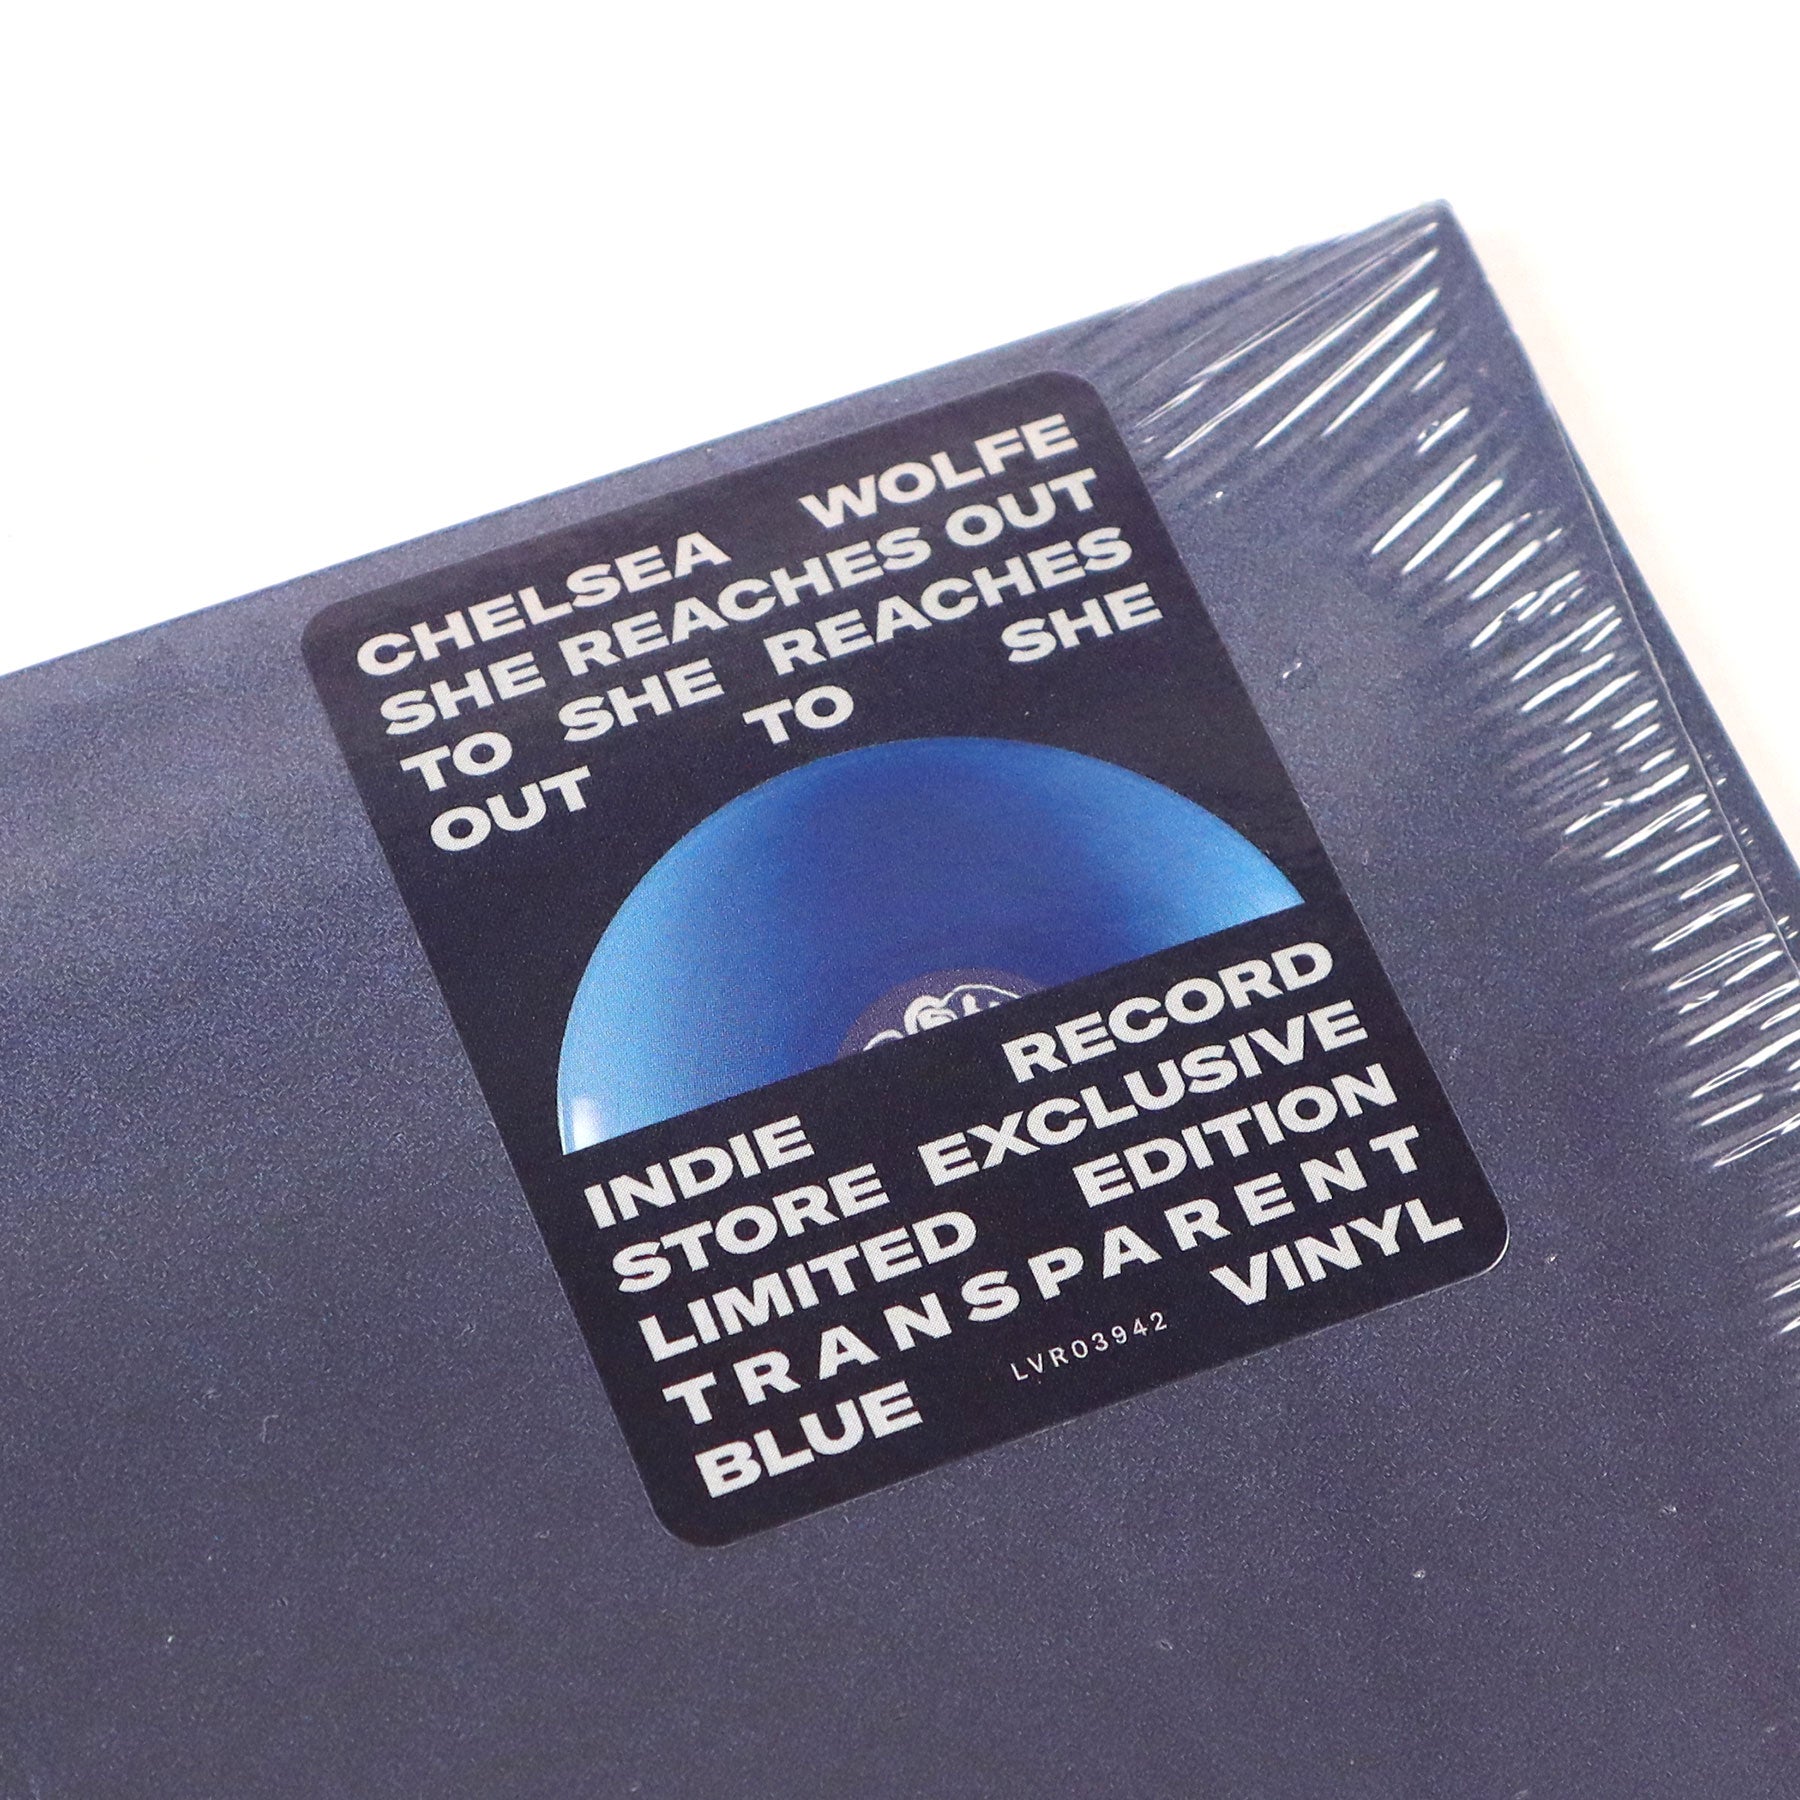 CHELSEA WOLFE
SHE REACHES OUT
TO SHE REACHES
OUT TO SHE
INDIE RECORD
STORE EXCLUSIVE
LIMITED EDITION
TRANSPARENT
BLUE VINYL
LVR03942